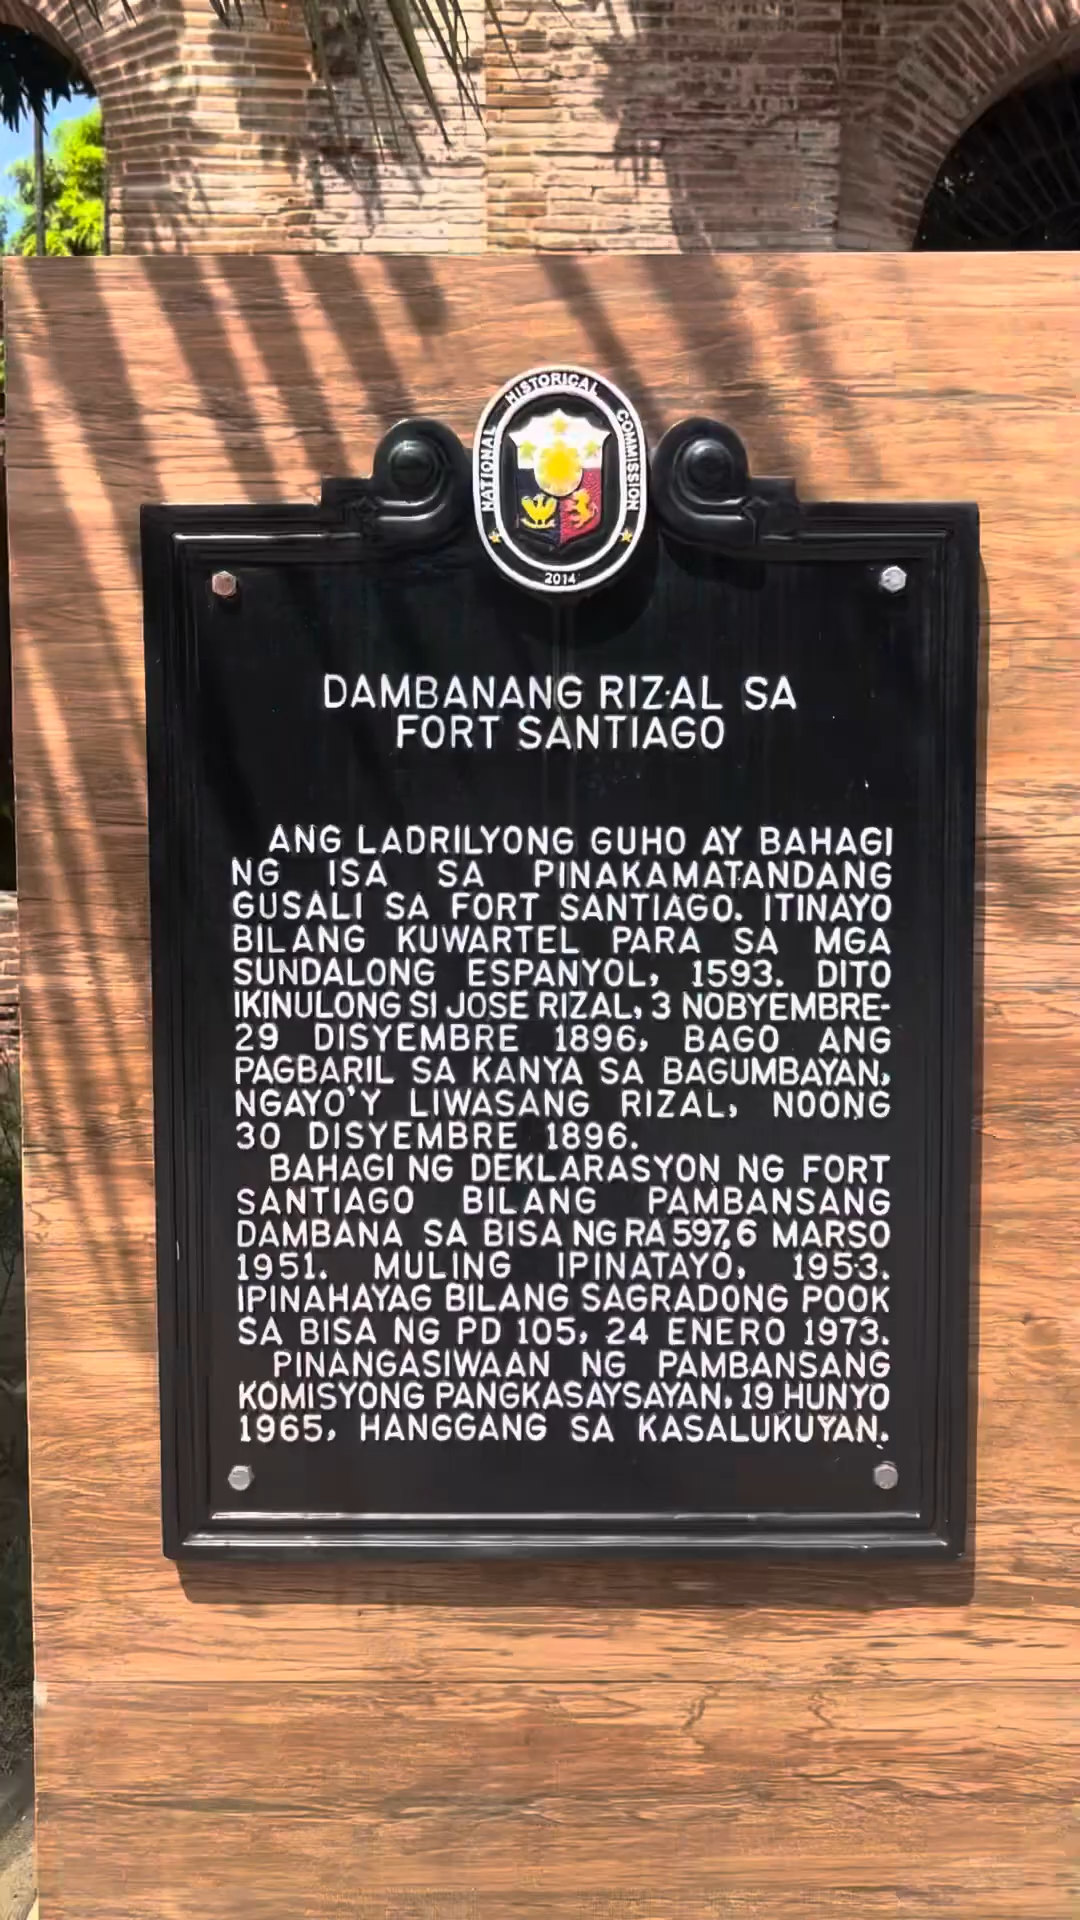 NATIONAL HISTORICAL COMMISSION
2014
DAMBANANG RIZAL SA
FORT SANTIAGO
ANG LADRILYONG GUHO AY BAHAGI
NG ISA SA PINAKAMATANDANG
GUSALI SA FORT SANTIAGO. ITINAYO
BILANG KUWARTEL PARA SA MGA
SUNDALONG ESPANYOL, 1593. DITO
IKINULONG SI JOSE RIZAL, 3 NOBYEMBRE-
29 DISYEMBRE 1896, BAGO ANG
PAGBARIL SA KANYA SA BAGUMBAYAN,
NGAYO'Y LIWASANG RIZAL, NOONG
30 DISYEMBRE 1896.
BAHAGI NG DEKLARASYON NG FORT
SANTIAGO BILANG PAMBANSANG
DAMBANA SA BISA NG RA 597, 6 MARSO
1951. MULING IPINATAYO, 1953.
IPINAHAYAG BILANG SAGRADONG POOK
SA BISA NG PD 105, 24 ENERO 1973.
PINANGASIWAAN NG PAMBANSANG
KOMISYONG PANGKASAYSAYAN, 19 HUNYO
1965, HANGGANG SA KASALUKUYAN.